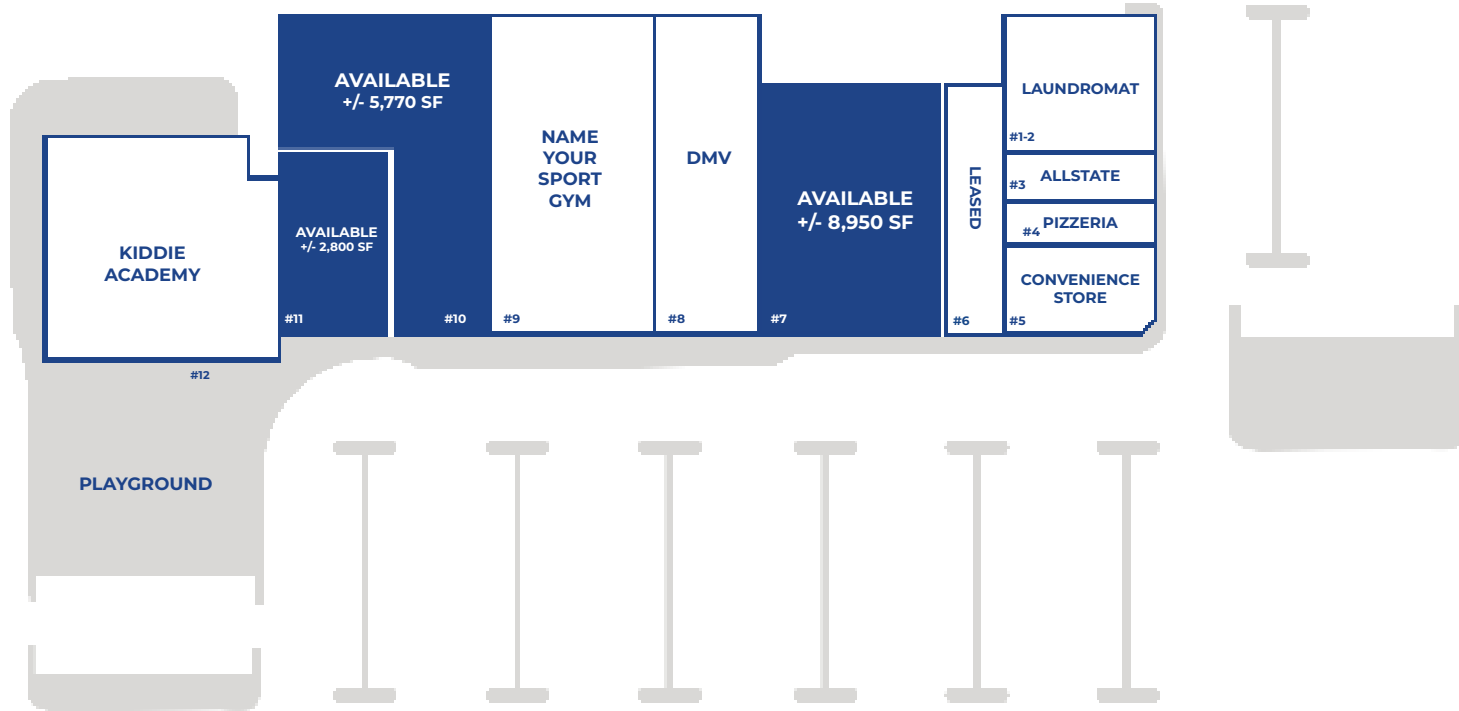 AVAILABLE
+/- 5,770 SF
#10
NAME
YOUR
SPORT
GYM
#9
DMV
#8
AVAILABLE
+/- 8,950 SF
#7
LEASED
#6
LAUNDROMAT
#1-2
ALLSTATE
#3
PIZZERIA
#4
CONVENIENCE
STORE
#5
AVAILABLE
+/- 2,800 SF
#11
KIDDIE
ACADEMY
#12
PLAYGROUND